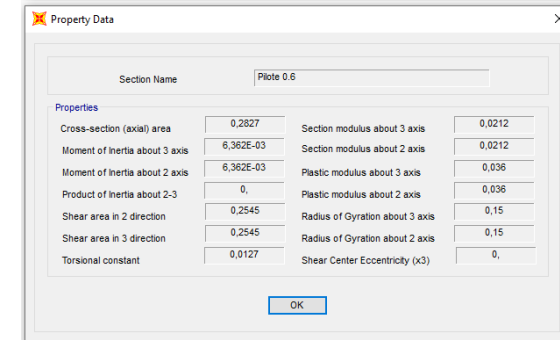 Property Data
Section Name Pilote 0.6
Properties
Cross-section (axial) area 0,2827 Section modulus about 3 axis 0,0212
Moment of Inertia about 3 axis 6,362E-03 Section modulus about 2 axis 0,0212
Moment of Inertia about 2 axis 6,362E-03 Plastic modulus about 3 axis 0,036
Product of Inertia about 2-3 0, Plastic modulus about 2 axis 0,036
Shear area in 2 direction 0,2545 Radius of Gyration about 3 axis 0,15
Shear area in 3 direction 0,2545 Radius of Gyration about 2 axis 0,15
Torsional constant 0,0127 Shear Center Eccentricity (x3) 0,
OK